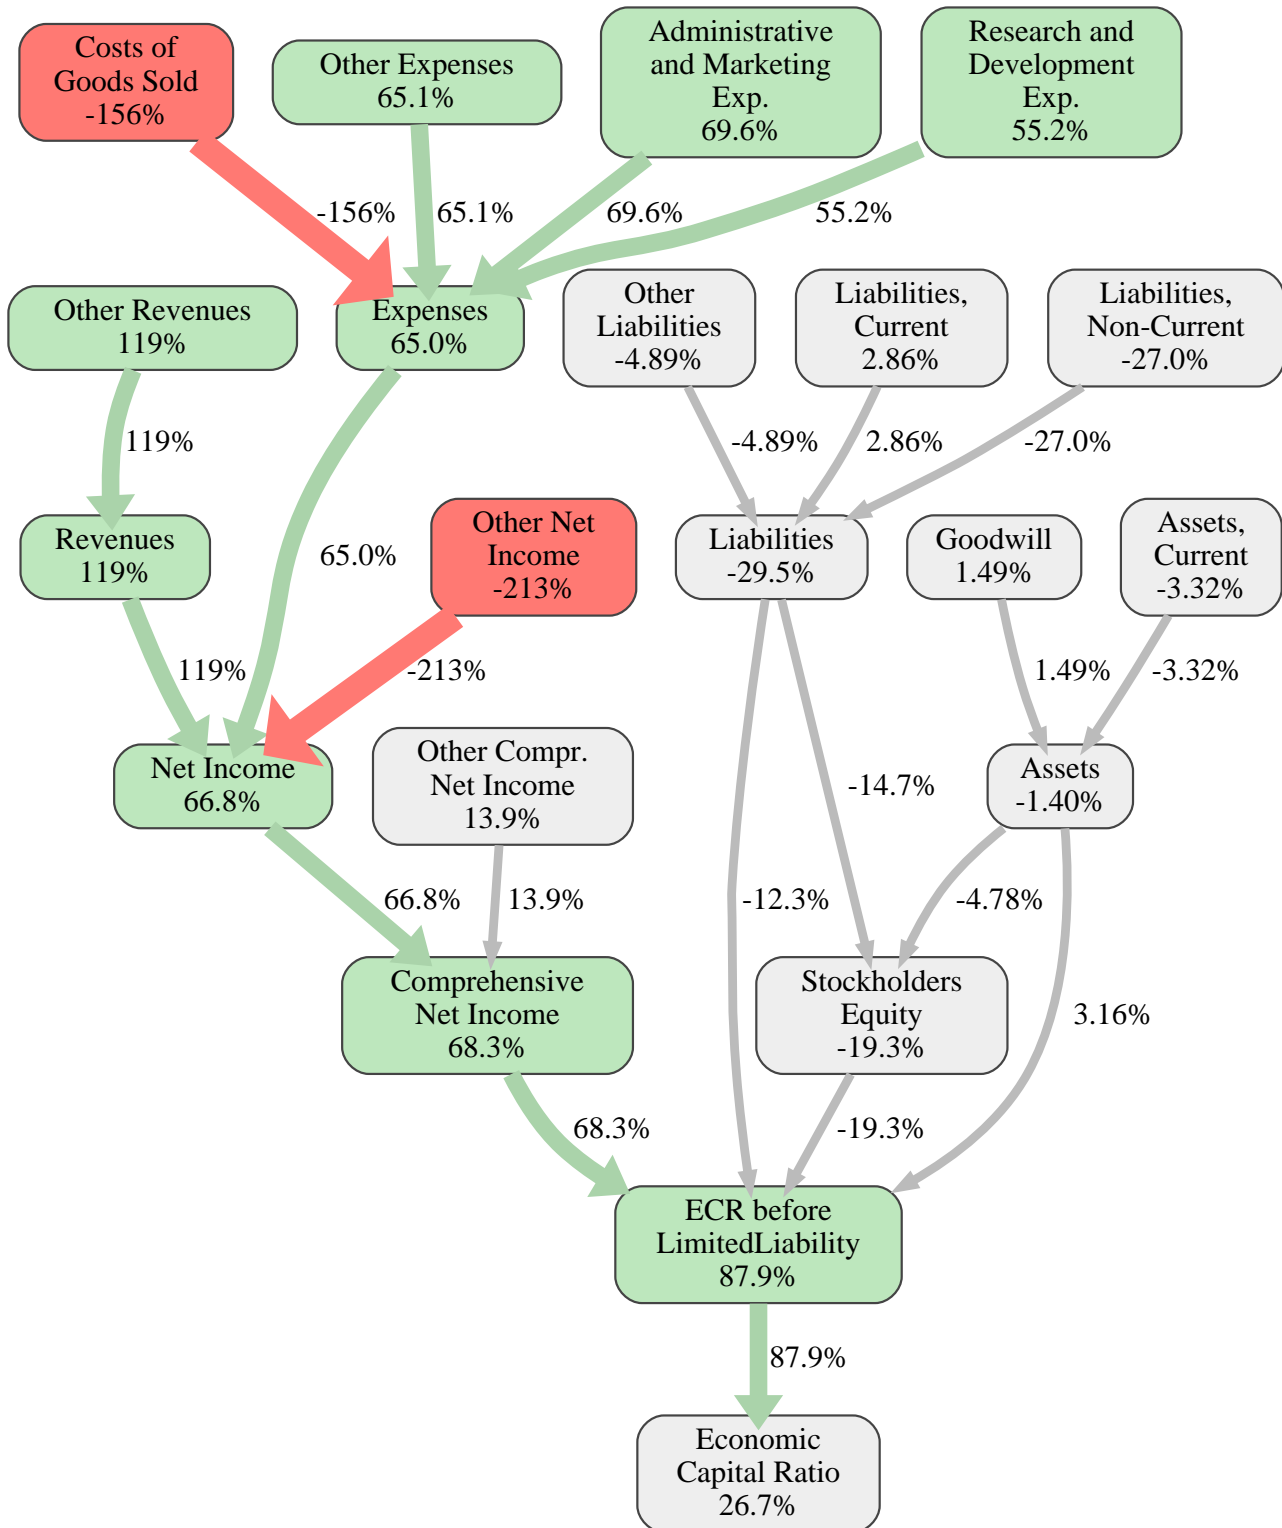 Costs of
Goods Sold
-156%
Other Expenses
65.1%
Administrative
and Marketing
Exp.
69.6%
Research and
Development
Exp.
55.2%
-156%
65.1%
69.6%
55.2%
Other Revenues
119%
Expenses
65.0%
Other
Liabilities
-4.89%
Liabilities,
Current
2.86%
Liabilities,
Non-Current
-27.0%
119%
-4.89%
2.86%
-27.0%
Revenues
119%
65.0%
Other Net
Income
-213%
Liabilities
-29.5%
Goodwill
1.49%
Assets,
Current
-3.32%
119%
-213%
1.49%
-3.32%
Net Income
66.8%
Other Compr.
Net Income
13.9%
-14.7%
Assets
-1.40%
66.8%
13.9%
-12.3%
-4.78%
Comprehensive
Net Income
68.3%
Stockholders
Equity
-19.3%
3.16%
68.3%
-19.3%
ECR before
LimitedLiability
87.9%
87.9%
Economic
Capital Ratio
26.7%